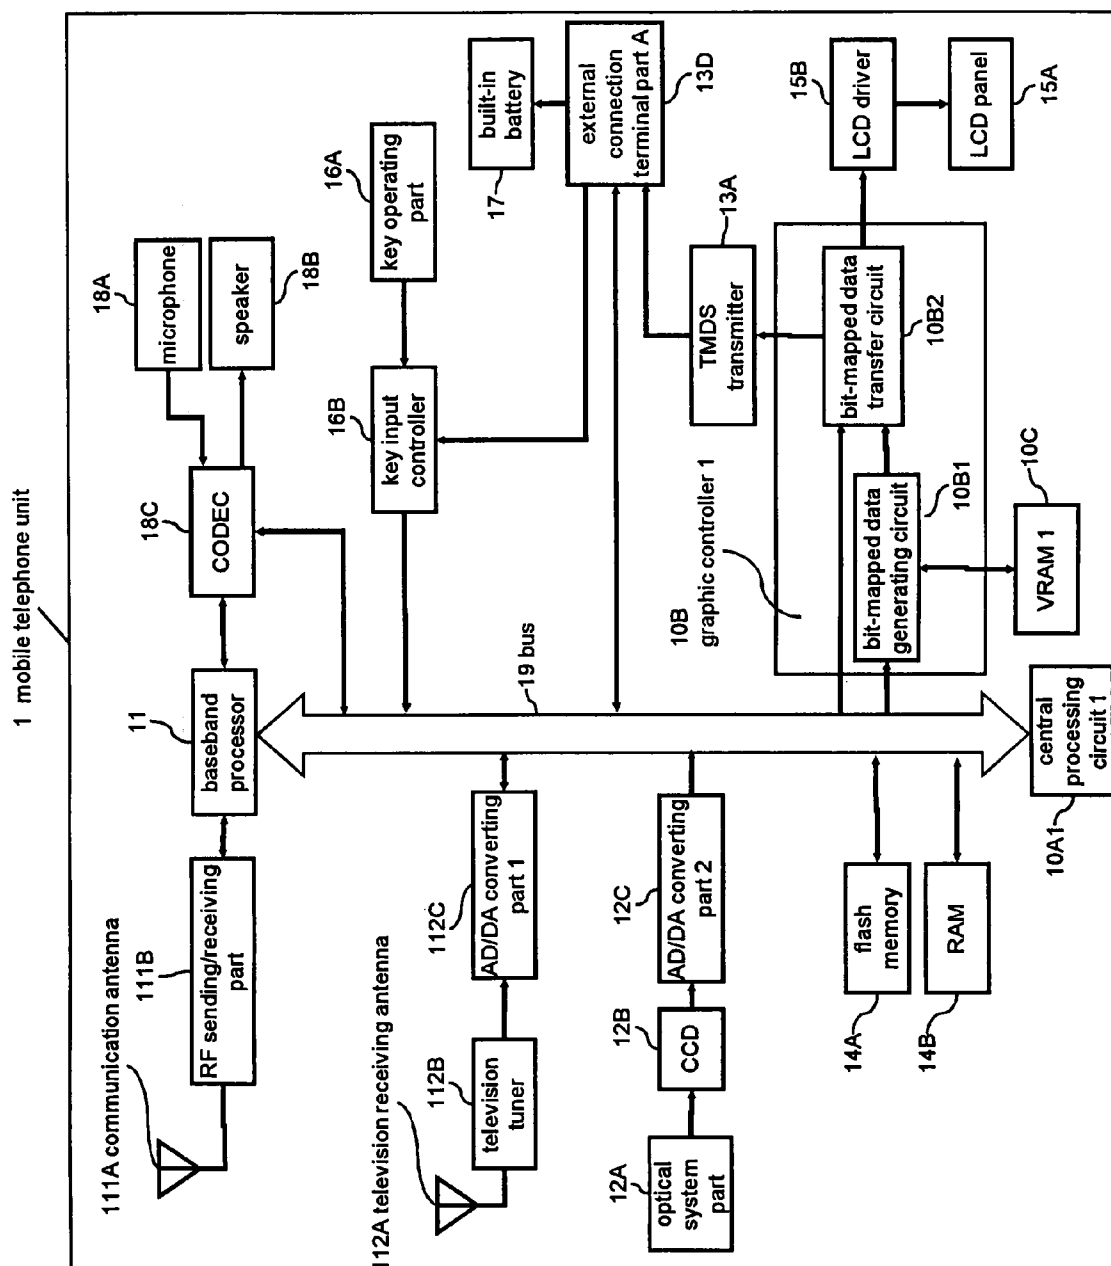 1 mobile telephone unit
111A communication antenna
111B
RF sending/receiving
part
11
baseband
processor
18C
CODEC
18A
microphone
speaker
18B
112A television receiving antenna
112B
television
tuner
112C
AD/DA converting
part 1
16B
key input
controller
16A
key operating
part
17
built-in
battery
external
connection
terminal part A
13D
19 bus
12A
optical
system
part
12B
CCD
12C
AD/DA converting
part 2
10B
graphic controller 1
TMDS
transmitter
13A
14A
flash
memory
14B
RAM
bit-mapped data
generating circuit
10B1
bit-mapped data
transfer circuit
10B2
15B
LCD driver
LCD panel
15A
10A1
central
processing
circuit 1
VRAM 1
10C